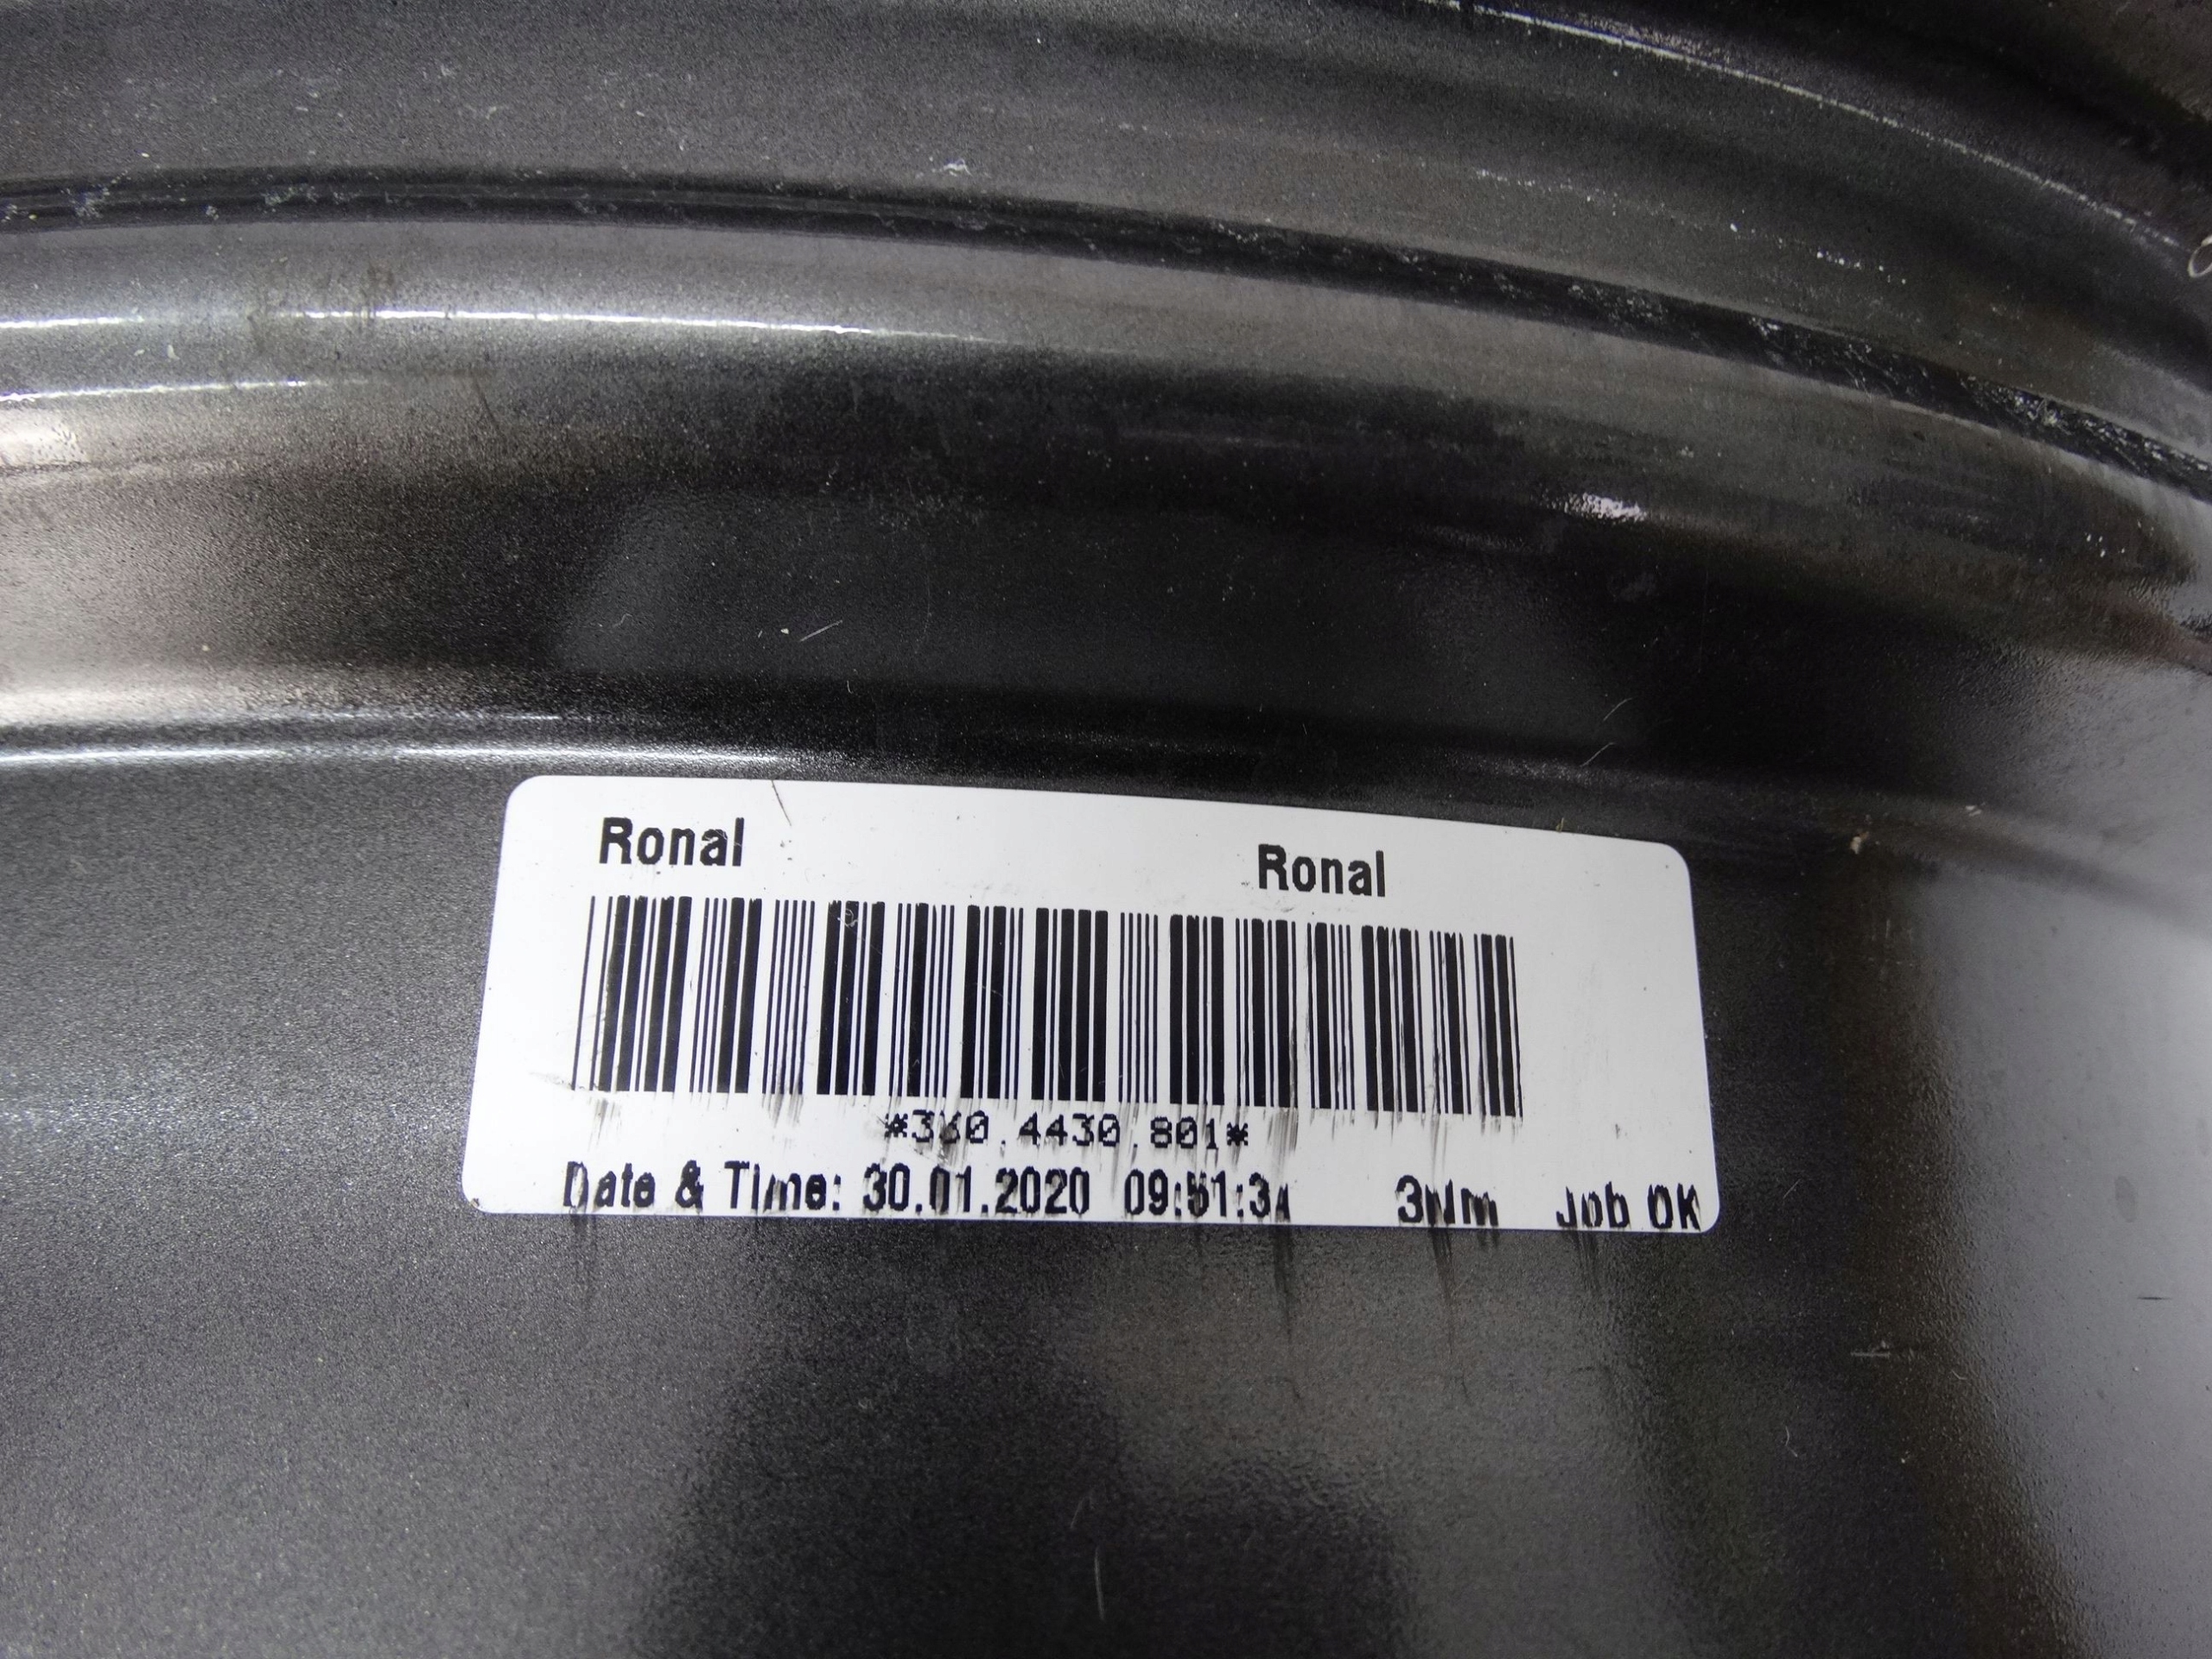 Ronal Ronal
*360.4430.801*
Date & Time: 30.01.2020 09:51:34 3Nm Job OK